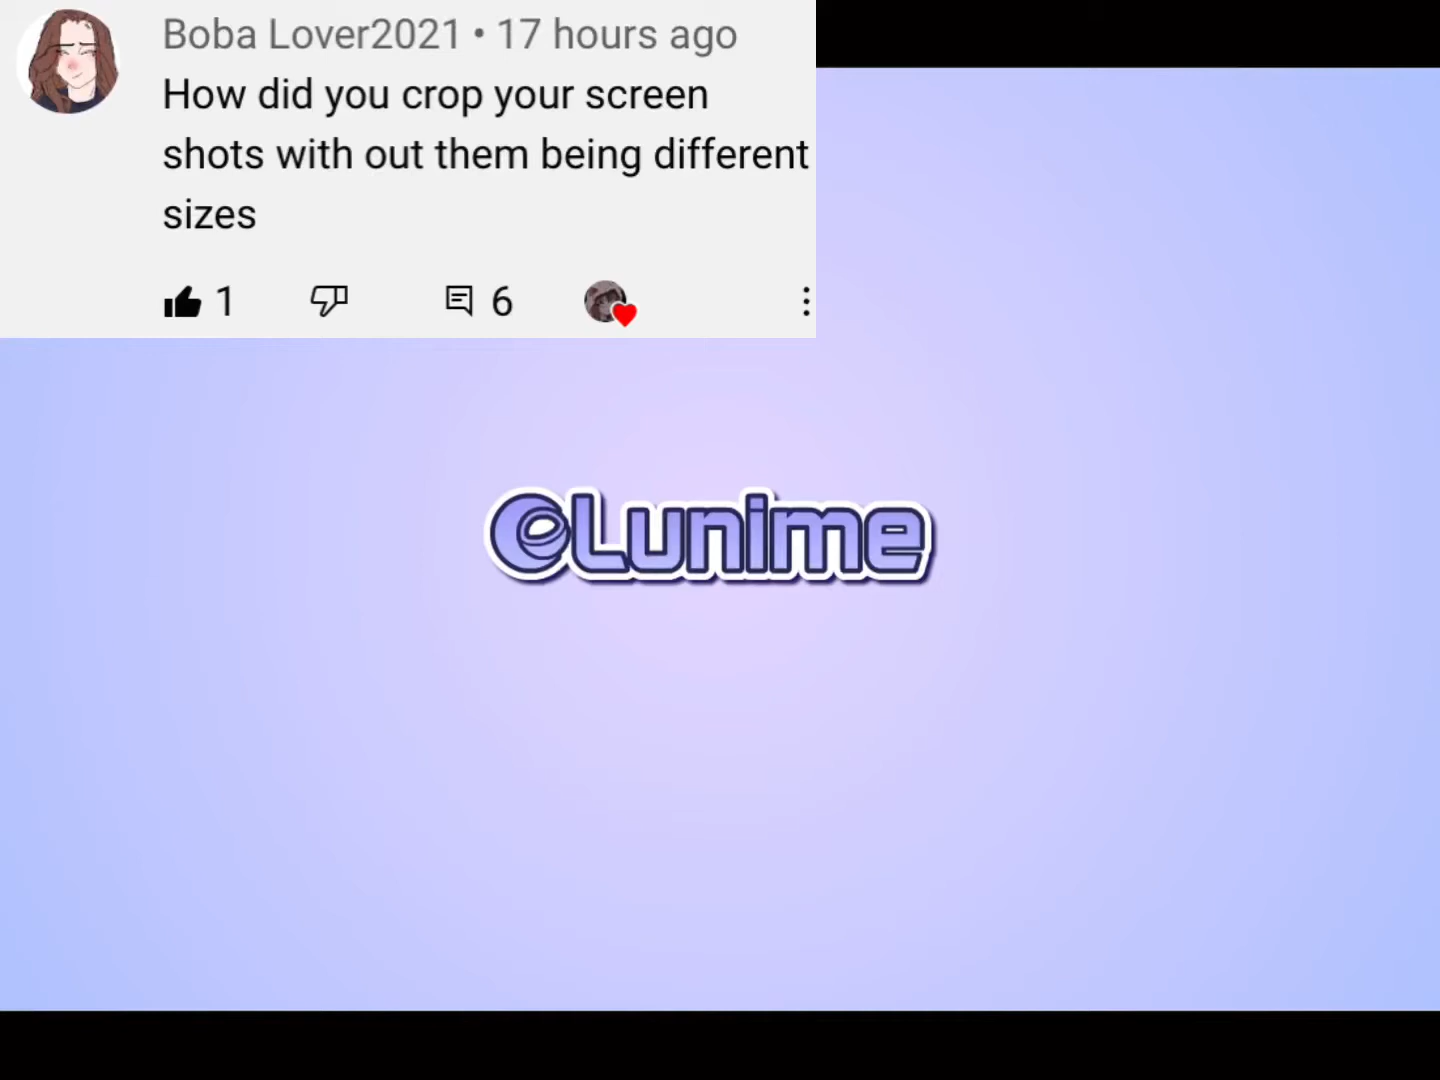 Boba Lover2021 • 17 hours ago
How did you crop your screen
shots with out them being different
sizes
1 6
Lunime